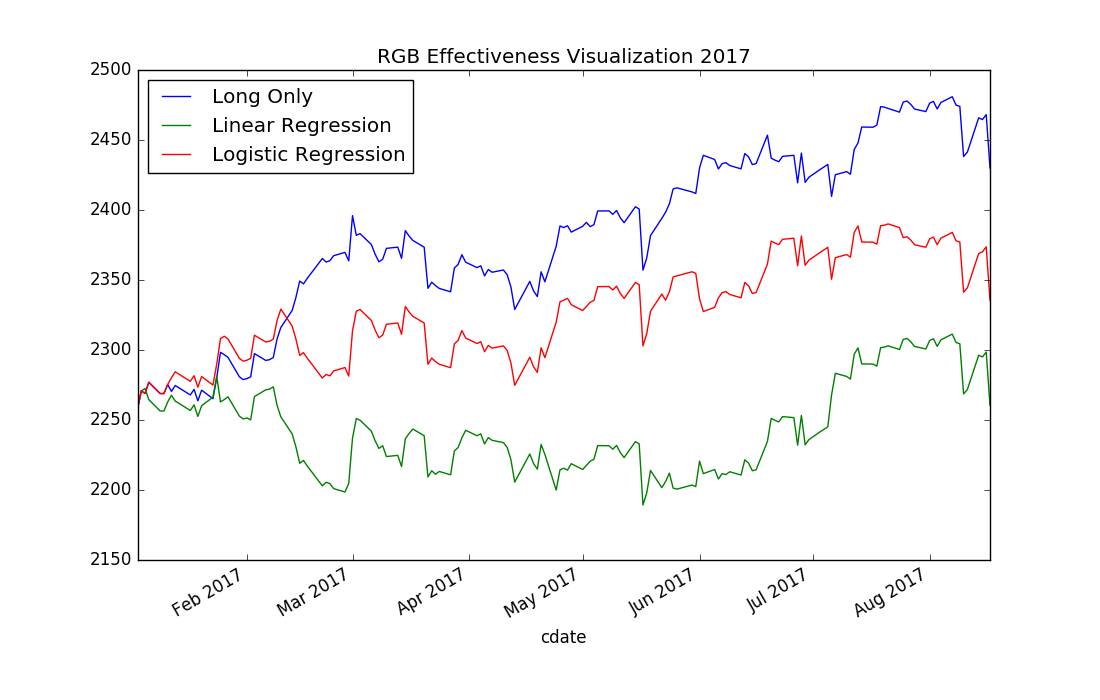 RGB Effectiveness Visualization 2017
2500
2450
2400
2350
2300
2250
2200
2150
Long Only
Linear Regression
Logistic Regression
Feb 2017
Mar 2017
Apr 2017
May 2017
Jun 2017
Jul 2017
Aug 2017
cdate